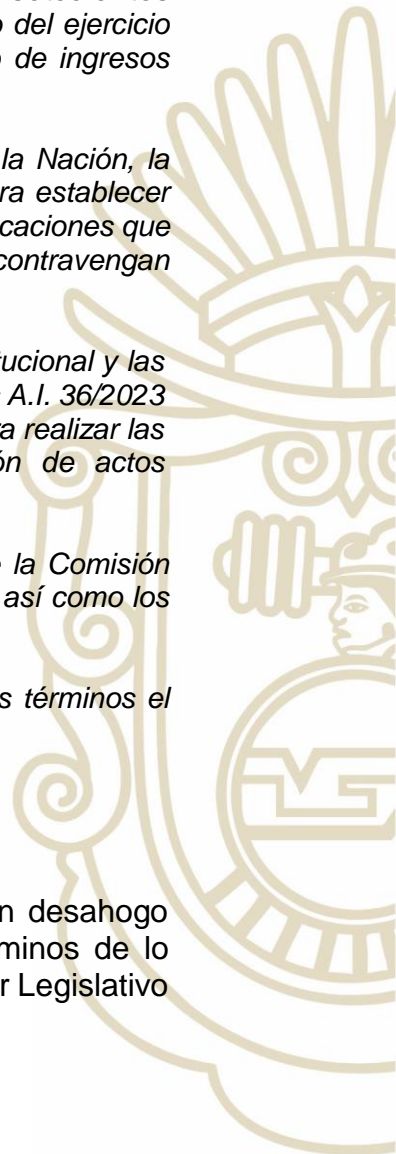 del ejercicio
de ingresos
la Nación, la
ra establecer
caciones que
contravengan
tucional y las
A.I. 36/2023
a realizar las
ón de actos
la Comisión
así como los
s términos el
n desahogo
minos de lo
r Legislativo